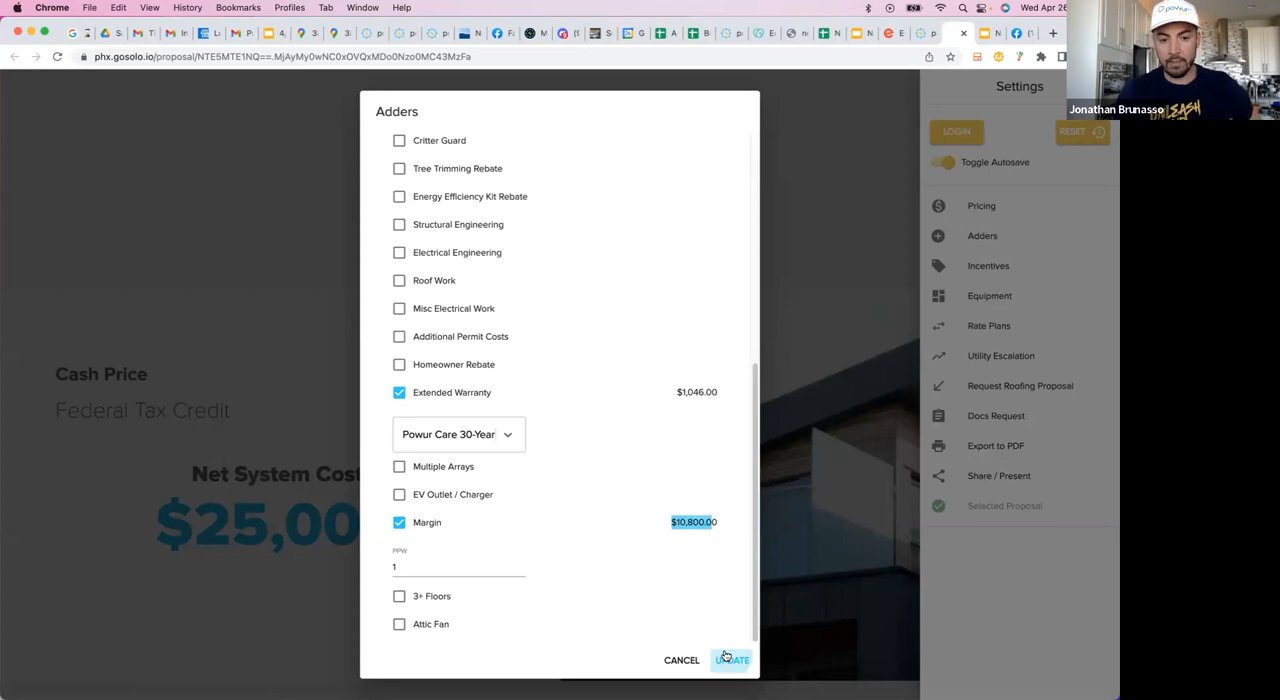 Chrome File Edit View History Bookmarks Profiles Tab Window Help Wed Apr 26
phx.gosolo.io/proposal/NTE5MTE1NQ==.MjAyMy0wNC0xOVQxMDo0Nzo0MC43MzFa
powur
UNLEASH
Jonathan Brunasso
Settings
LOGIN RESET
Toggle Autosave
Pricing
Adders
Incentives
Equipment
Rate Plans
Utility Escalation
Request Roofing Proposal
Docs Request
Export to PDF
Share / Present
Selected Proposal
Adders
Critter Guard
Tree Trimming Rebate
Energy Efficiency Kit Rebate
Structural Engineering
Electrical Engineering
Roof Work
Misc Electrical Work
Additional Permit Costs
Homeowner Rebate
Extended Warranty $1,046.00
Powur Care 30-Year
Multiple Arrays
EV Outlet / Charger
Margin $10,800.00
PPW
1
3+ Floors
Attic Fan
CANCEL UPDATE
Cash Price
Federal Tax Credit
Net System Cost
$25,00